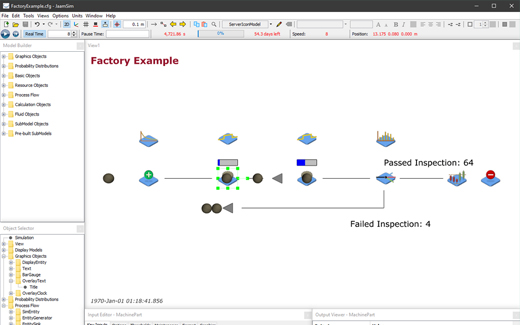 FactoryExample.cfg - JaamSim
File Edit Tools Views Options Units Window Help
0.1 m
ServerIconModel
Real Time
8
Pause Time:
4,721.86 s
0%
54.3 days left
Speed:
8
Position:
13.175 0.080 0.000 m
Model Builder
View1
Graphics Objects
Probability Distributions
Basic Objects
Resource Objects
Process Flow
Calculation Objects
Fluid Objects
SubModel Objects
Pre-built SubModels
Factory Example
Passed Inspection: 64
Failed Inspection: 4
Object Selector
Simulation
View
Display Models
Graphics Objects
DisplayEntity
Text
BarGauge
OverlayText
Title
OverlayClock
Probability Distributions
Process Flow
SimEntity
EntityGenerator
1970-Jan-01 01:18:41.856
Input Editor - MachinePart
Output Viewer - MachinePart